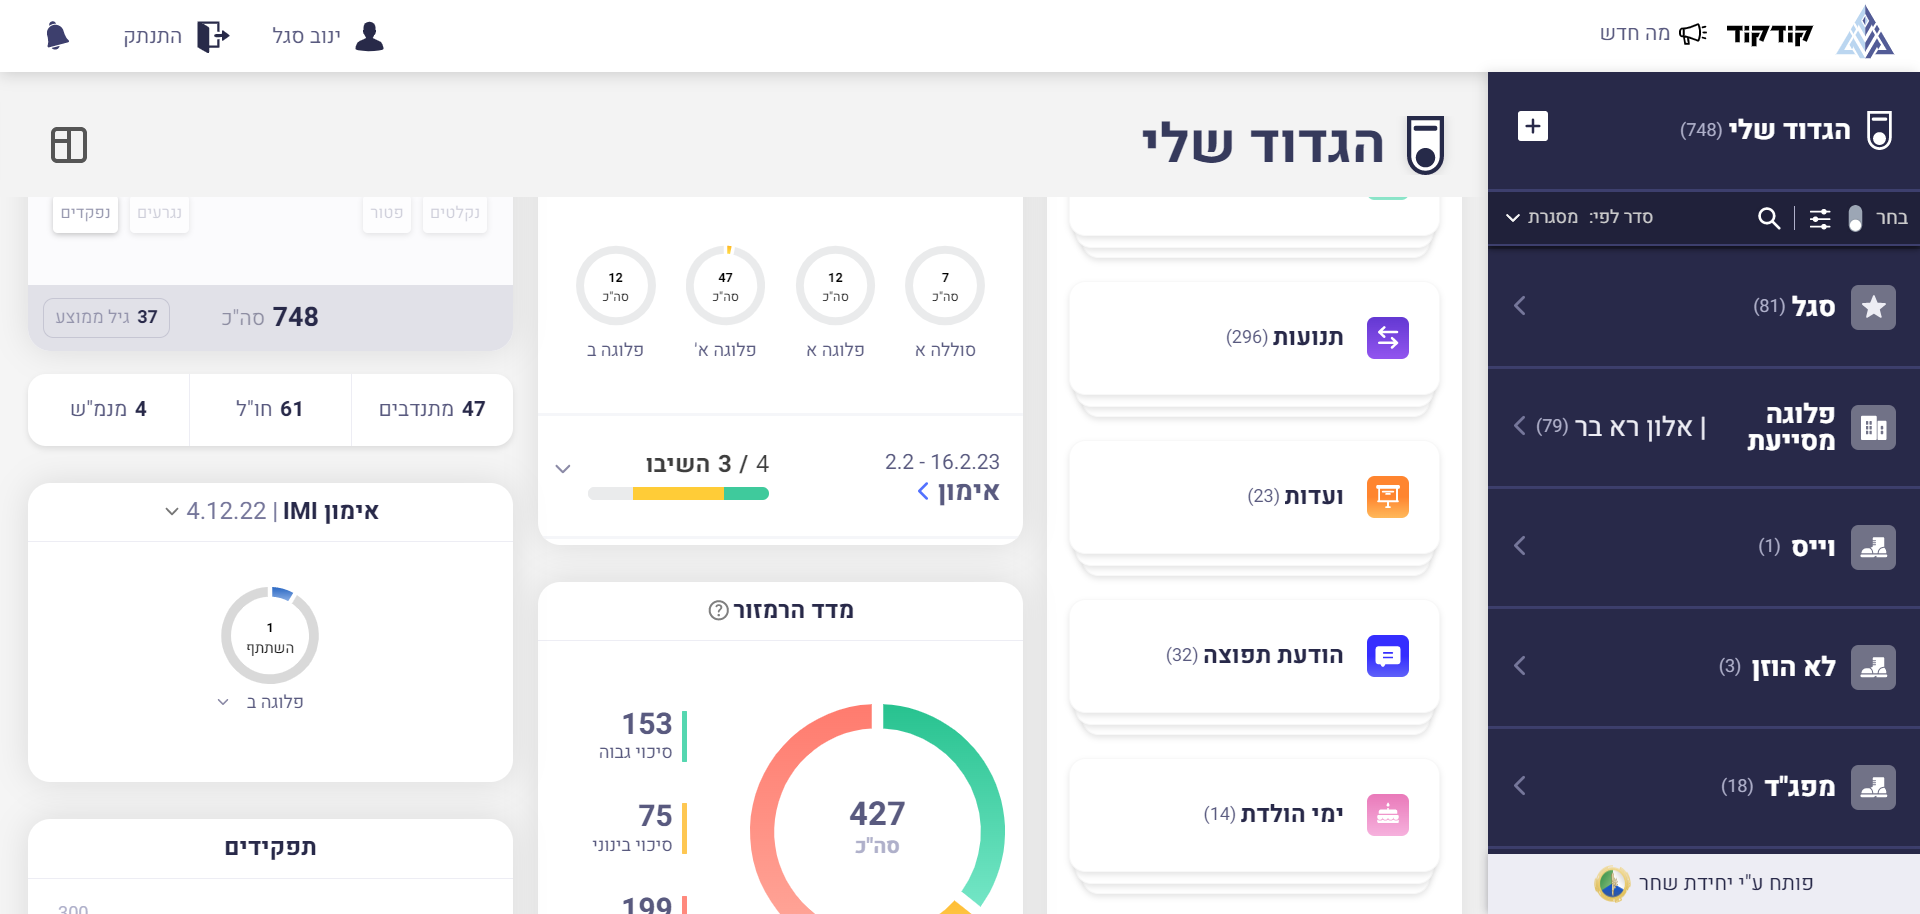 קודקוד
מה חדש
ינוב סגל
התנתק
הגדוד שלי (748)
בחר
סדר לפי: מסגרת
סגל (81)
פלוגה מסייעת | אלון רא בר (79)
וייס (1)
לא הוזן (3)
מפג"ד (18)
פותח ע"י יחידת שחר
הגדוד שלי
תנועות (296)
ועדות (23)
הודעת תפוצה (32)
ימי הולדת (14)
7 סה"כ
סוללה א
12 סה"כ
פלוגה א
47 סה"כ
פלוגה א'
12 סה"כ
פלוגה ב
2.2 - 16.2.23
אימון
4 / 3 השיבו
מדד הרמזור
427
סה"כ
153
סיכוי גבוה
75
סיכוי בינוני
199
נקלטים
פטור
נגרעים
נפקדים
748 סה"כ
37 גיל ממוצע
47 מתנדבים
61 חו"ל
4 מנמ"ש
אימון IMI | 4.12.22
1
השתתף
פלוגה ב
תפקידים
300